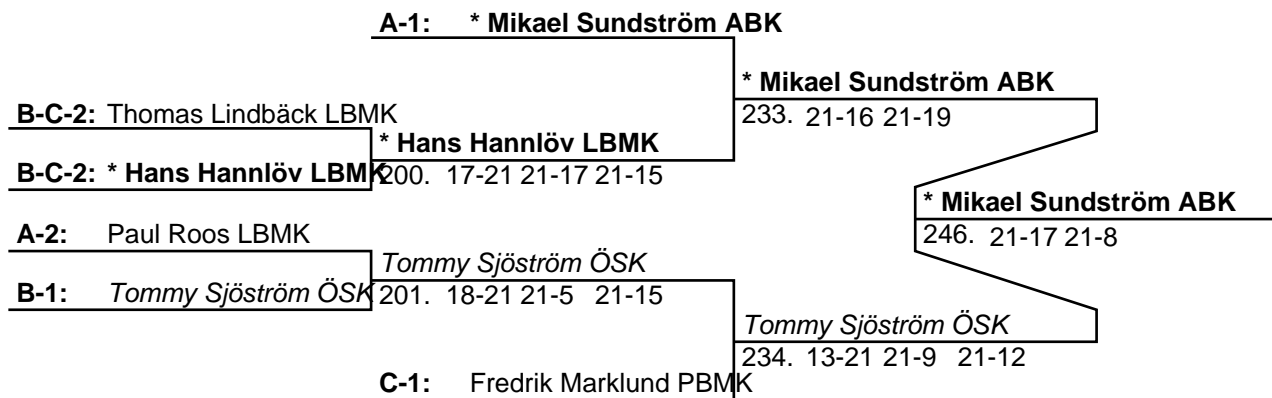 A-1: * Mikael Sundström ABK
* Mikael Sundström ABK
B-C-2: Thomas Lindbäck LBMK
233. 21-16 21-19
* Hans Hannlöv LBMK
B-C-2: * Hans Hannlöv LBMK
200. 17-21 21-17 21-15
* Mikael Sundström ABK
A-2: Paul Roos LBMK
246. 21-17 21-8
Tommy Sjöström ÖSK
B-1: Tommy Sjöström ÖSK
201. 18-21 21-5 21-15
Tommy Sjöström ÖSK
234. 13-21 21-9 21-12
C-1: Fredrik Marklund PBMK